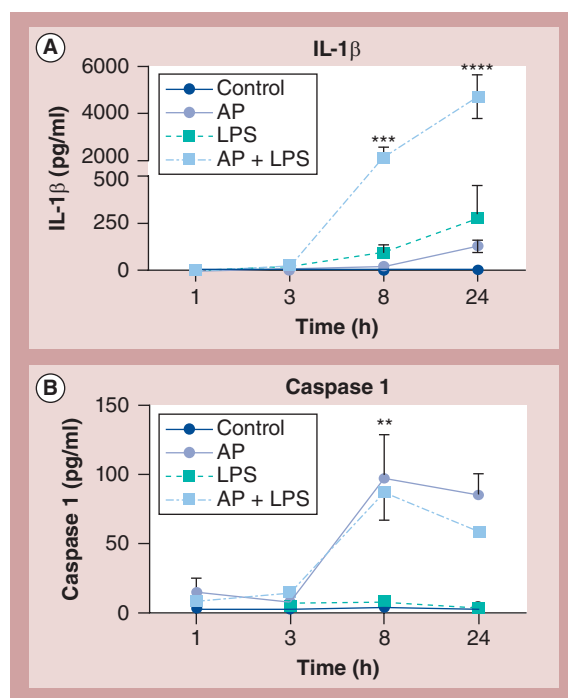 A
IL-1β
IL-1β (pg/ml)
6000
4000
2000
500
250
0
Control
AP
LPS
AP + LPS
***
****
1 3 8 24
Time (h)
B
Caspase 1
Caspase 1 (pg/ml)
150
100
50
0
Control
AP
LPS
AP + LPS
**
1 3 8 24
Time (h)